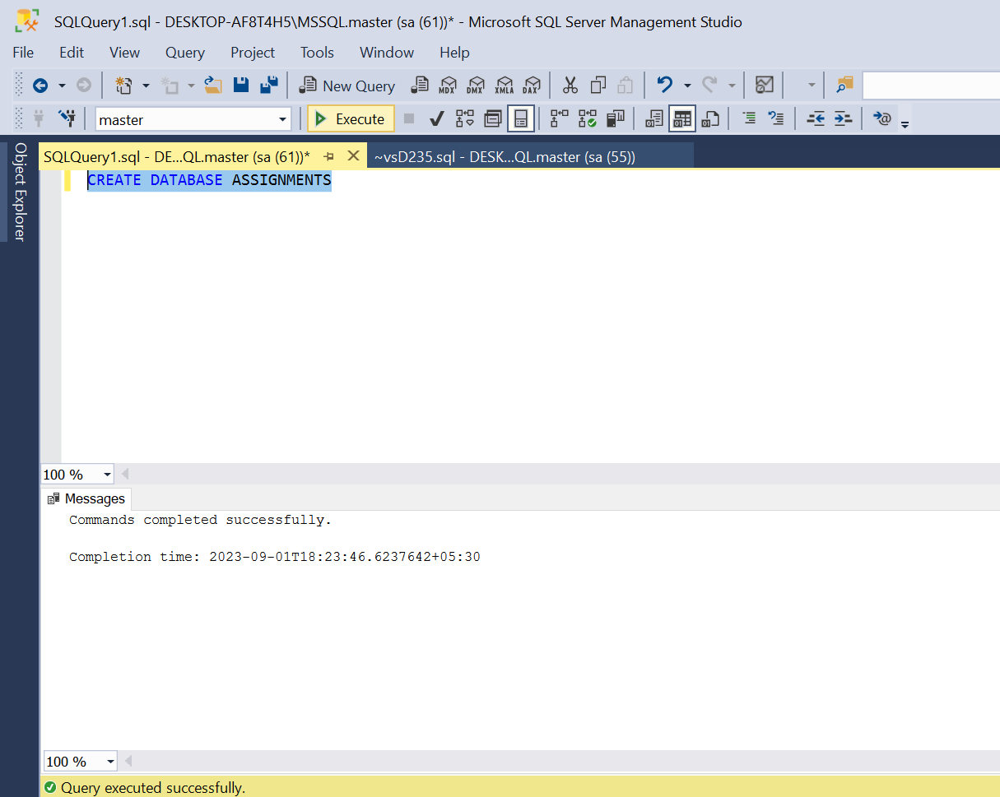 SQLQuery1.sql - DESKTOP-AF8T4H5\MSSQL.master (sa (61))* - Microsoft SQL Server Management Studio
File Edit View Query Project Tools Window Help
New Query MDX DMX XMLA DAX
master Execute
SQLQuery1.sql - DE...QL.master (sa (61))* ~vsD235.sql - DESK...QL.master (sa (55))
Object Explorer
CREATE DATABASE ASSIGNMENTS
100 %
Messages
Commands completed successfully.
Completion time: 2023-09-01T18:23:46.6237642+05:30
100 %
Query executed successfully.